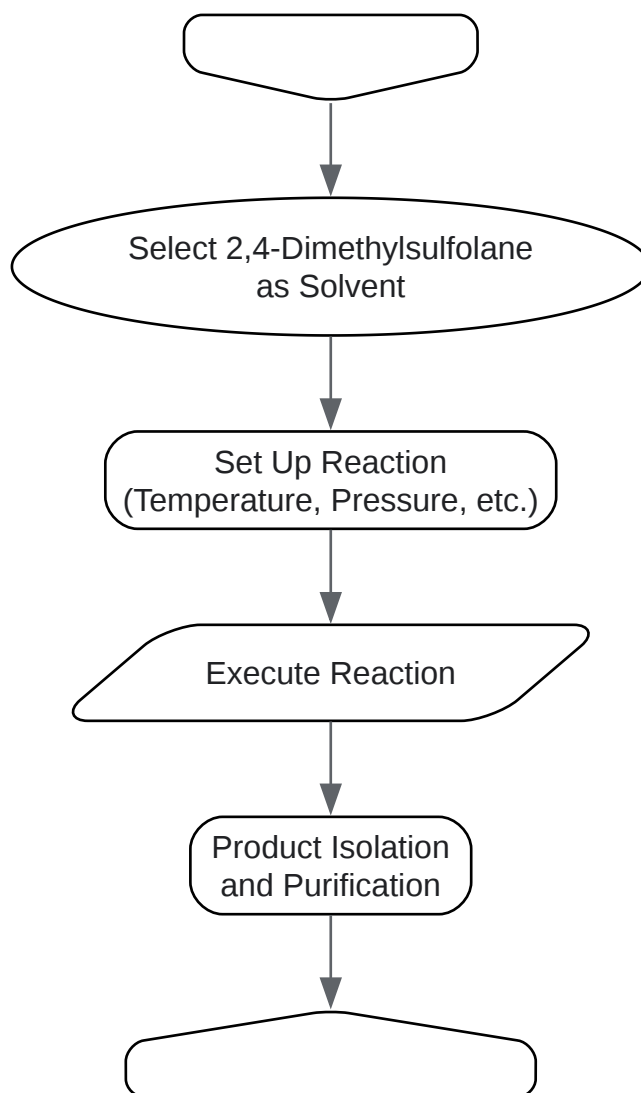 Select 2,4-Dimethylsulfolane
as Solvent
Set Up Reaction
(Temperature, Pressure, etc.)
Execute Reaction
Product Isolation
and Purification